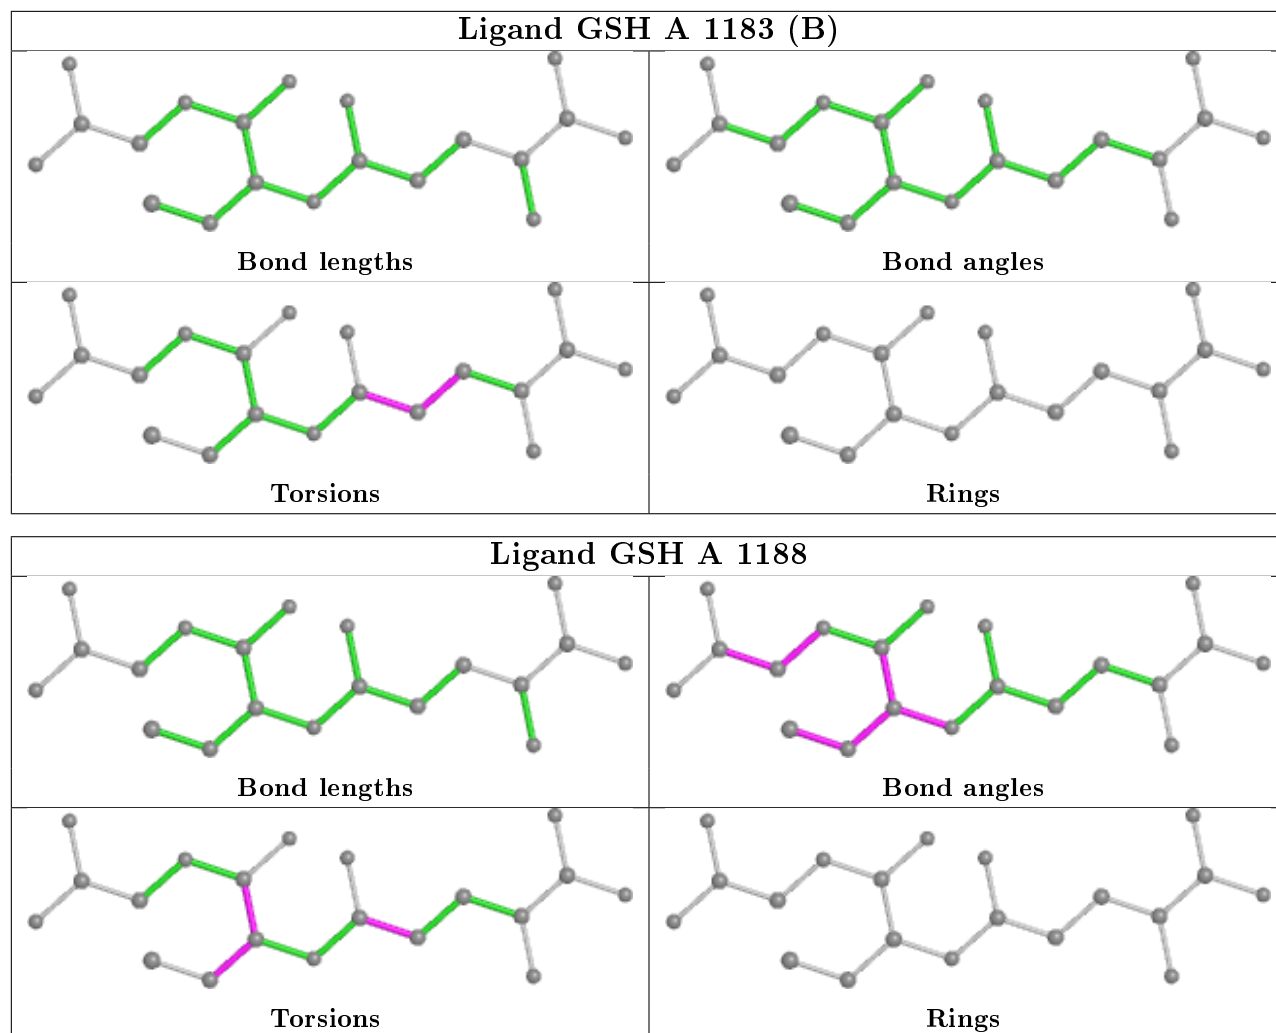 Ligand GSH A 1183 (B)
Bond lengths
Bond angles
Torsions
Rings
Ligand GSH A 1188
Bond lengths
Bond angles
Torsions
Rings